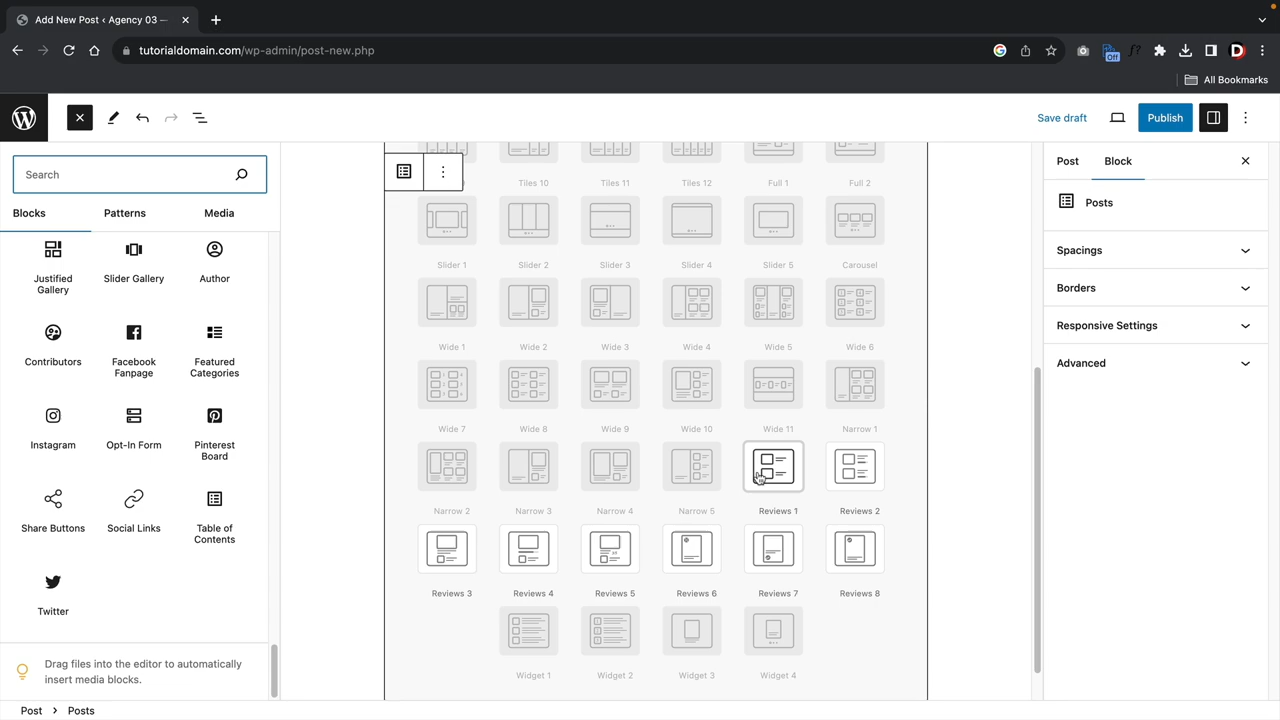 Add New Post ‹ Agency 03 —
tutorialdomain.com/wp-admin/post-new.php
Off
All Bookmarks
Save draft
Publish
Search
Blocks
Patterns
Media
Justified Gallery
Slider Gallery
Author
Contributors
Facebook Fanpage
Featured Categories
Instagram
Opt-In Form
Pinterest Board
Share Buttons
Social Links
Table of Contents
Twitter
Drag files into the editor to automatically
insert media blocks.
Tiles 10
Tiles 11
Tiles 12
Full 1
Full 2
Slider 1
Slider 2
Slider 3
Slider 4
Slider 5
Carousel
Wide 1
Wide 2
Wide 3
Wide 4
Wide 5
Wide 6
Wide 7
Wide 8
Wide 9
Wide 10
Wide 11
Narrow 1
Narrow 2
Narrow 3
Narrow 4
Narrow 5
Reviews 1
Reviews 2
Reviews 3
Reviews 4
Reviews 5
Reviews 6
Reviews 7
Reviews 8
Widget 1
Widget 2
Widget 3
Widget 4
Post
Block
Posts
Spacings
Borders
Responsive Settings
Advanced
Post
Posts